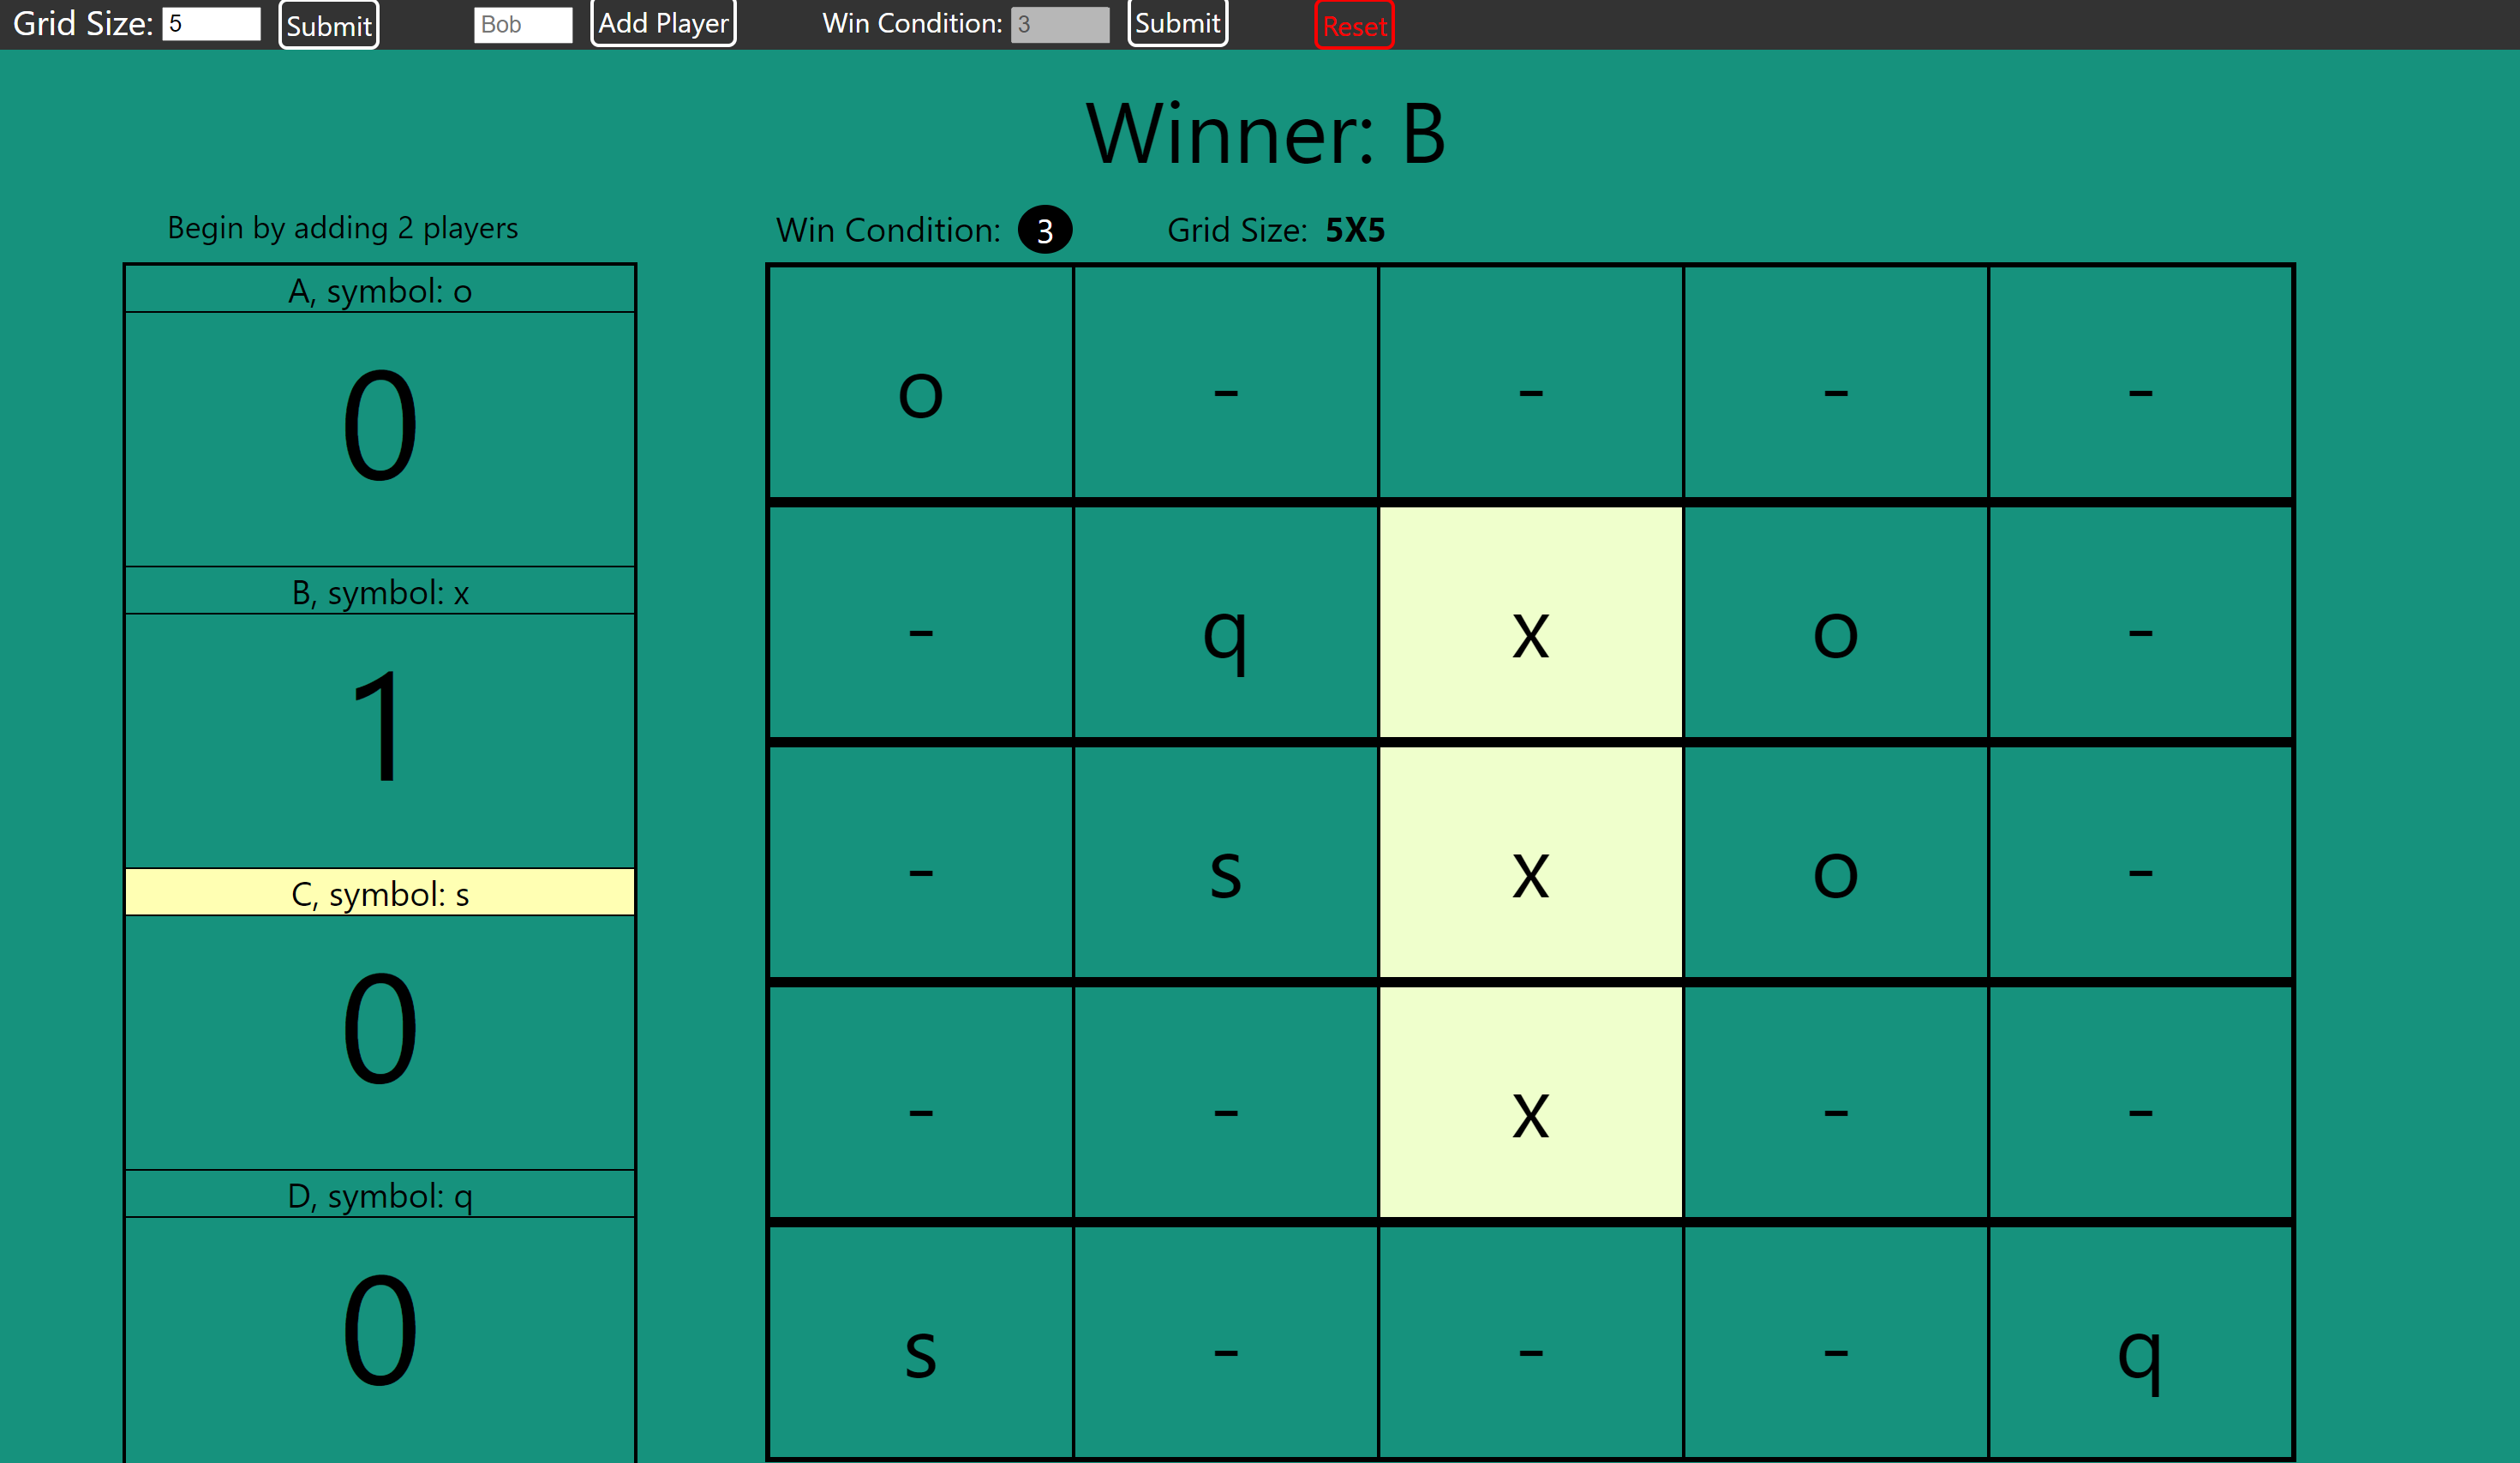 Grid Size: 5 Submit Bob Add Player Win Condition: 3 Submit Reset
Winner: B
Begin by adding 2 players
Win Condition: 3 Grid Size: 5X5
A, symbol: o
0
B, symbol: x
1
C, symbol: s
0
D, symbol: q
0
o - - - -
- q x o -
- s x o -
- - x - -
s - - - q